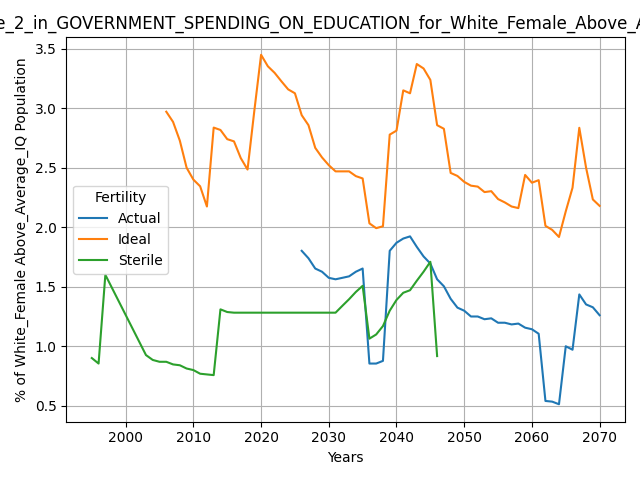 e_2_in_GOVERNMENT_SPENDING_ON_EDUCATION_for_White_Female_Above_A
% of White_Female Above_Average_IQ Population
3.5
3.0
2.5
2.0
1.5
1.0
0.5
Fertility
Actual
Ideal
Sterile
2000 2010 2020 2030 2040 2050 2060 2070
Years